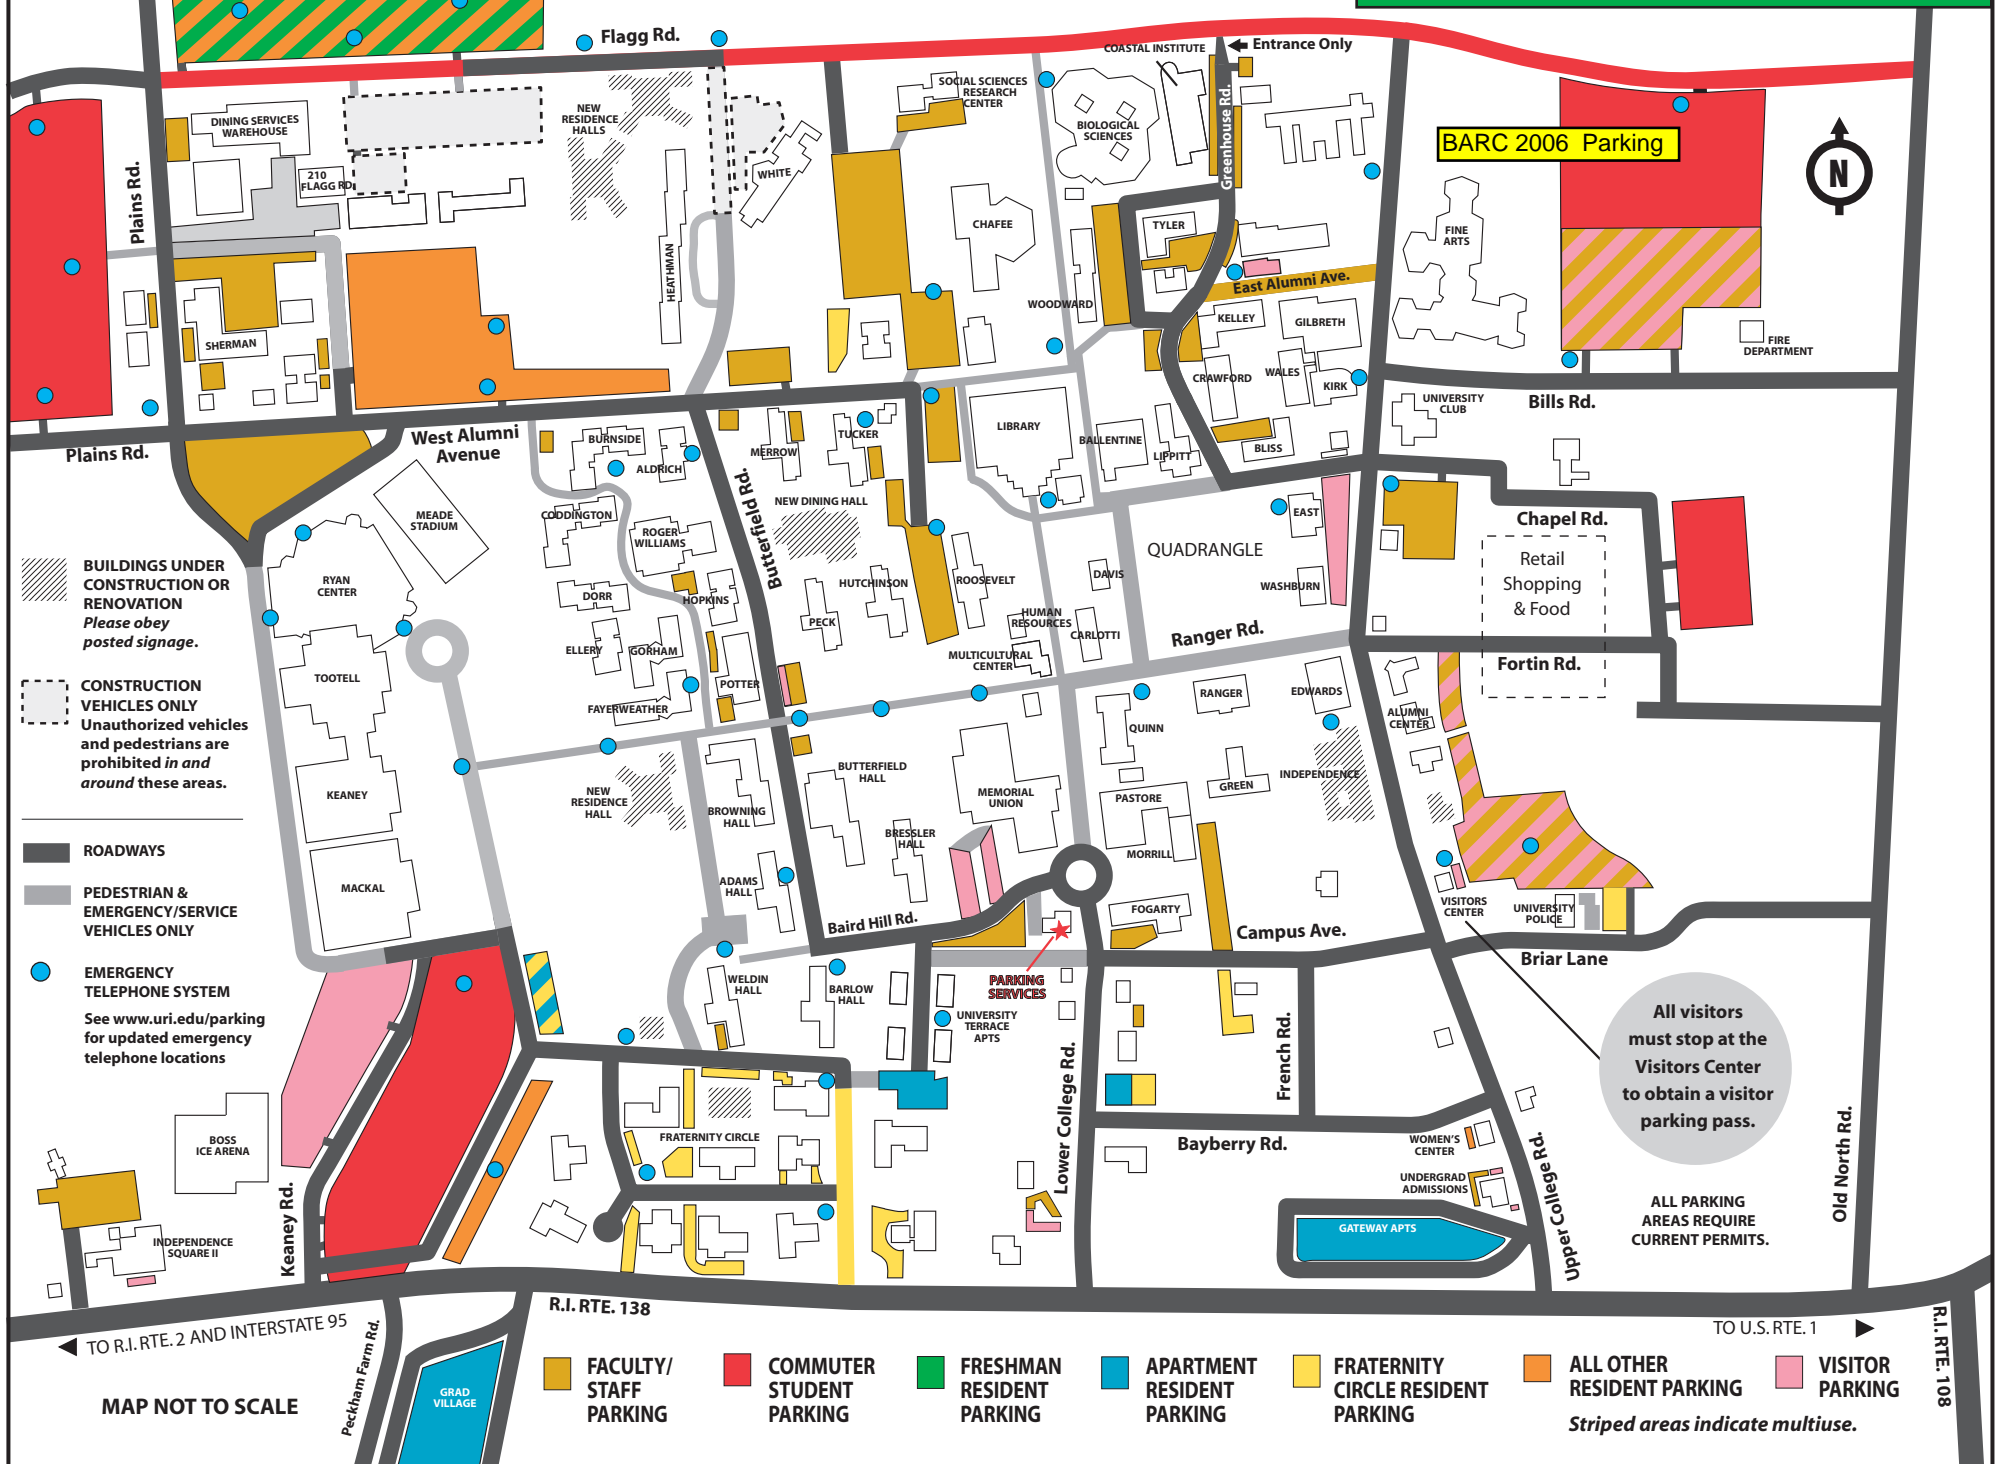 Flagg Rd.
COASTAL INSTITUTE
Entrance Only
SOCIAL SCIENCES
RESEARCH
CENTER
DINING SERVICES
WAREHOUSE
NEW
RESIDENCE
HALLS
BIOLOGICAL
SCIENCES
Greenhouse Rd.
BARC 2006 Parking
N
Plains Rd.
210
FLAGG RD
WHITE
HEATHMAN
CHAFEE
TYLER
FINE
ARTS
WOODWARD
East Alumni Ave.
SHERMAN
KELLEY
GILBRETH
FIRE
DEPARTMENT
CRAWFORD
WALES
KIRK
UNIVERSITY
CLUB
Bills Rd.
Plains Rd.
West Alumni
Avenue
BURNSIDE
ALDRICH
MERROW
TUCKER
LIBRARY
BALLENTINE
LIPPITT
BLISS
MEADE
STADIUM
CODDINGTON
ROGER
WILLIAMS
Butterfield Rd.
NEW DINING HALL
EAST
Chapel Rd.
QUADRANGLE
Retail
Shopping
& Food
BUILDINGS UNDER
CONSTRUCTION OR
RENOVATION
Please obey
posted signage.
RYAN
CENTER
DORR
HOPKINS
PECK
HUTCHINSON
ROOSEVELT
DAVIS
WASHBURN
HUMAN
RESOURCES
CARLOTTI
Ranger Rd.
ELLERY
GORHAM
MULTICULTURAL
CENTER
Fortin Rd.
CONSTRUCTION
VEHICLES ONLY
Unauthorized vehicles
and pedestrians are
prohibited in and
around these areas.
TOOTELL
POTTER
FAYERWEATHER
RANGER
EDWARDS
ALUMNI
CENTER
QUINN
KEANEY
NEW
RESIDENCE
HALL
BROWNING
HALL
BUTTERFIELD
HALL
MEMORIAL
UNION
PASTORE
GREEN
INDEPENDENCE
BRESSLER
HALL
MORRILL
ROADWAYS
PEDESTRIAN &
EMERGENCY/SERVICE
VEHICLES ONLY
MACKAL
ADAMS
HALL
Baird Hill Rd.
FOGARTY
Campus Ave.
VISITORS
CENTER
UNIVERSITY
POLICE
Briar Lane
EMERGENCY
TELEPHONE SYSTEM
See www.uri.edu/parking
for updated emergency
telephone locations
WELDIN
HALL
BARLOW
HALL
PARKING
SERVICES
UNIVERSITY
TERRACE
APTS
Lower College Rd.
French Rd.
All visitors
must stop at the
Visitors Center
to obtain a visitor
parking pass.
BOSS
ICE ARENA
FRATERNITY CIRCLE
Bayberry Rd.
WOMEN'S
CENTER
UNDERGRAD
ADMISSIONS
Upper College Rd.
Old North Rd.
ALL PARKING
AREAS REQUIRE
CURRENT PERMITS.
Keaney Rd.
INDEPENDENCE
SQUARE II
GATEWAY APTS
R.I. RTE. 138
TO R.I. RTE. 2 AND INTERSTATE 95
TO U.S. RTE. 1
R.I. RTE. 108
Peckham Farm Rd.
GRAD
VILLAGE
MAP NOT TO SCALE
FACULTY/
STAFF
PARKING
COMMUTER
STUDENT
PARKING
FRESHMAN
RESIDENT
PARKING
APARTMENT
RESIDENT
PARKING
FRATERNITY
CIRCLE RESIDENT
PARKING
ALL OTHER
RESIDENT PARKING
VISITOR
PARKING
Striped areas indicate multiuse.